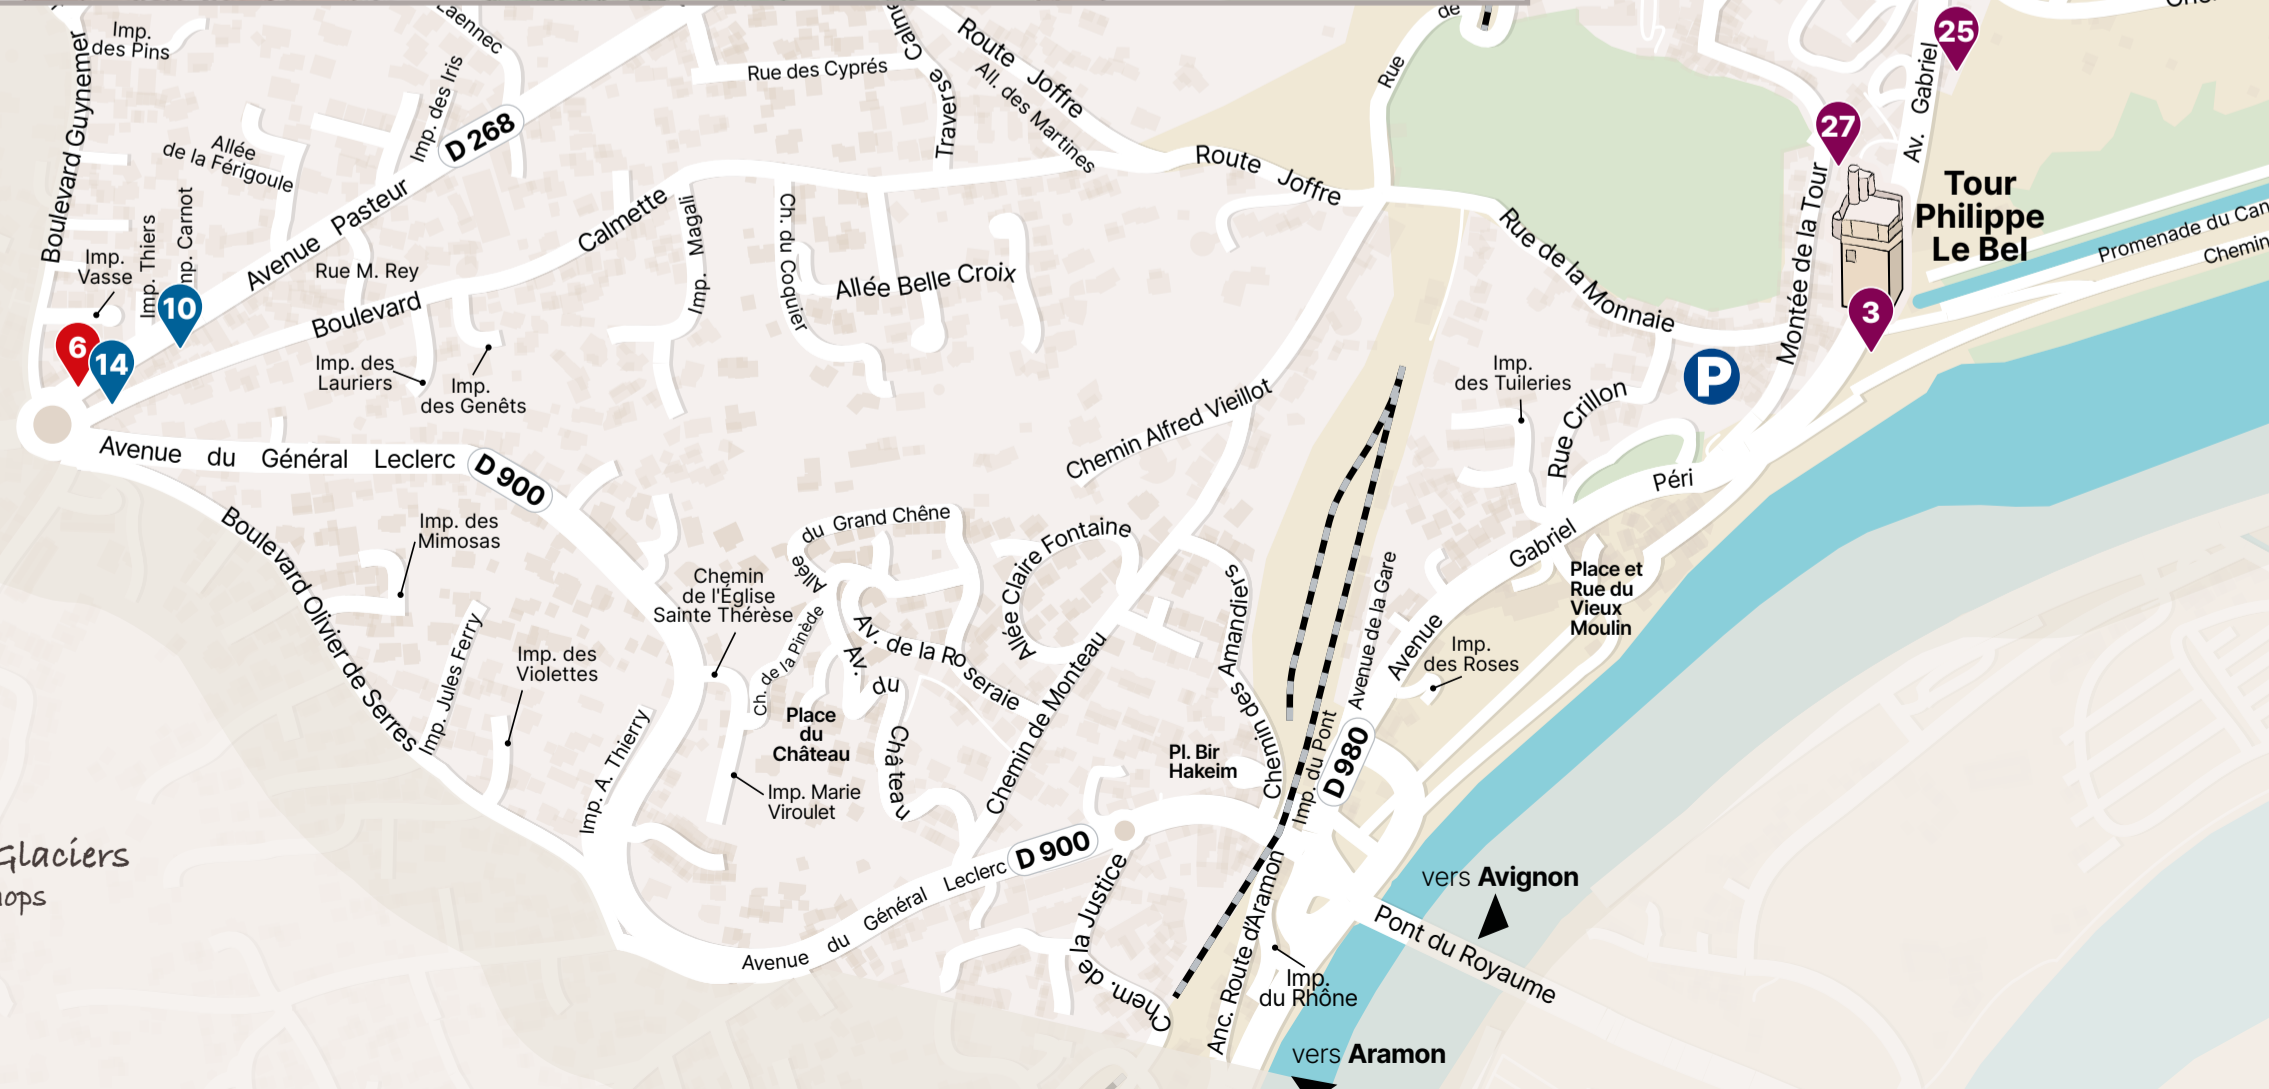 Imp.
des Pins
Laennec
Boulevard Guynemer
Imp. des Iris
D 268
Allée
de la Férigoule
Rue des Cyprés
Calme
Traverse
Route Joffre
All. des Martines
Route Joffre
Rue
de
25
27
Av. Gabriel
Tour
Philippe
Le Bel
Montée de la Tour
3
Promenade du Can
Chemin
Rue de la Monnaie
P
Imp.
Vasse
Imp. Thiers
mp. Carnot
10
6
14
Avenue Pasteur
Rue M. Rey
Boulevard
Calmette
Imp. Magali
Ch. du Coquier
Allée Belle Croix
Imp. des
Lauriers
Imp.
des Genêts
Chemin Alfred Vieillot
Imp.
des Tuileries
Rue Crillon
Avenue du Général Leclerc
D 900
Boulevard Olivier de Serres
Imp. des
Mimosas
Imp. Jules Ferry
Imp. des
Violettes
Imp. A. Thierry
Chemin
de l'Église
Sainte Thérèse
Ch. de la Pinède
Allée du Grand Chêne
Allée Claire Fontaine
Av. de la Roseraie
Av. du Château
Place
du
Château
Imp. Marie
Viroulet
Chemin de Monteau
Chemin des Amandiers
Pl. Bir
Hakeim
Avenue de la Gare
Imp. du Pont
D 980
Avenue Gabriel Péri
Imp.
des Roses
Place et
Rue du
Vieux
Moulin
Avenue du Général Leclerc
D 900
Chem. de la Justice
Anc. Route d'Aramon
Imp.
du Rhône
vers Avignon
Pont du Royaume
vers Aramon
Glaciers
hops